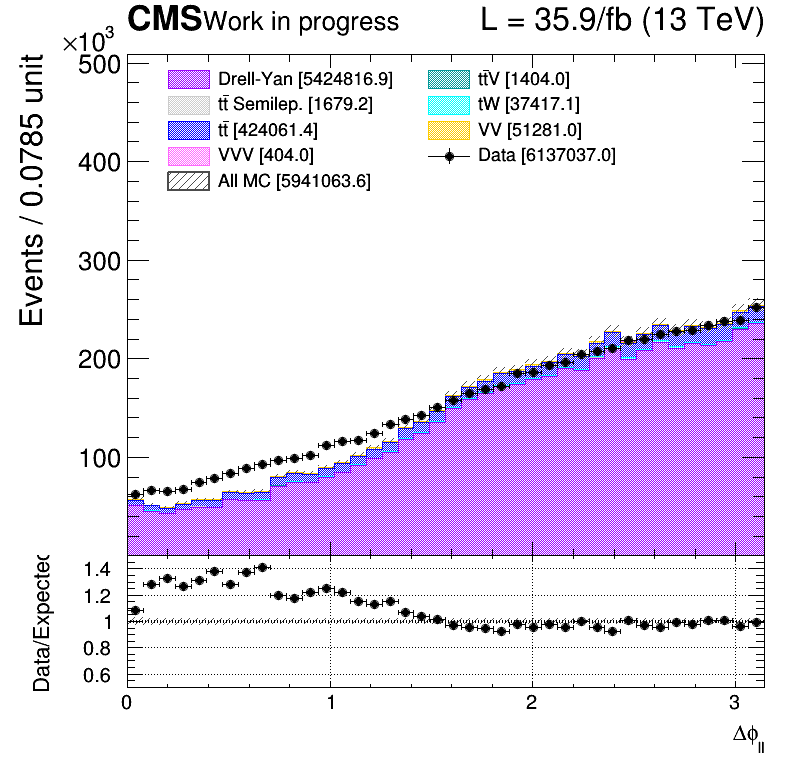 CMS Work in progress L = 35.9/fb (13 TeV)
×10³
Events / 0.0785 unit
500
400
300
200
100
Drell-Yan [5424816.9]
tt̄ Semilep. [1679.2]
tt̄ [424061.4]
VVV [404.0]
All MC [5941063.6]
tt̄V [1404.0]
tW [37417.1]
VV [51281.0]
Data [6137037.0]
Data/Expected
1.4
1.2
1
0.8
0.6
0 1 2 3
Δϕ_ll